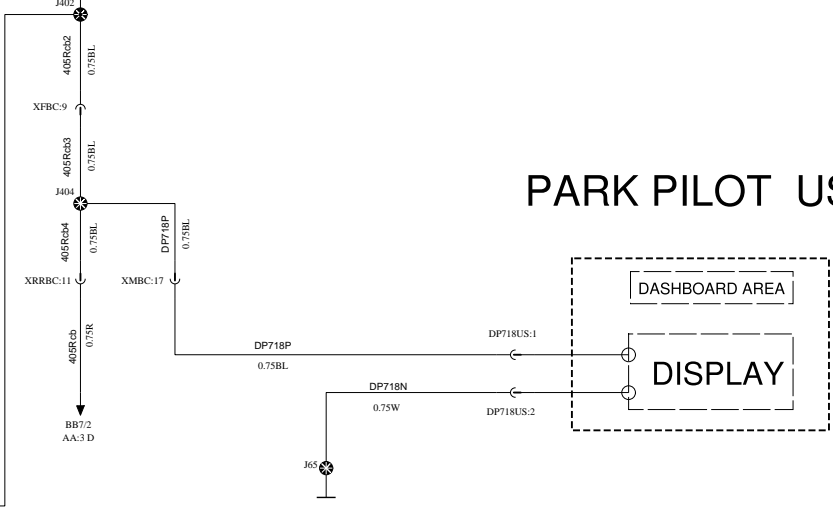 J402
405Rcb2
0.75BL
XFBC:9
405Rcb3
0.75BL
J404
405Rcb4
0.75BL
DP718P
0.75BL
XRRBC:11
XMBC:17
405Rcb
0.75R
BB7/2
AA:3 D
PARK PILOT US
DASHBOARD AREA
DP718P
0.75BL
DP718US:1
DISPLAY
DP718N
0.75W
DP718US:2
J65